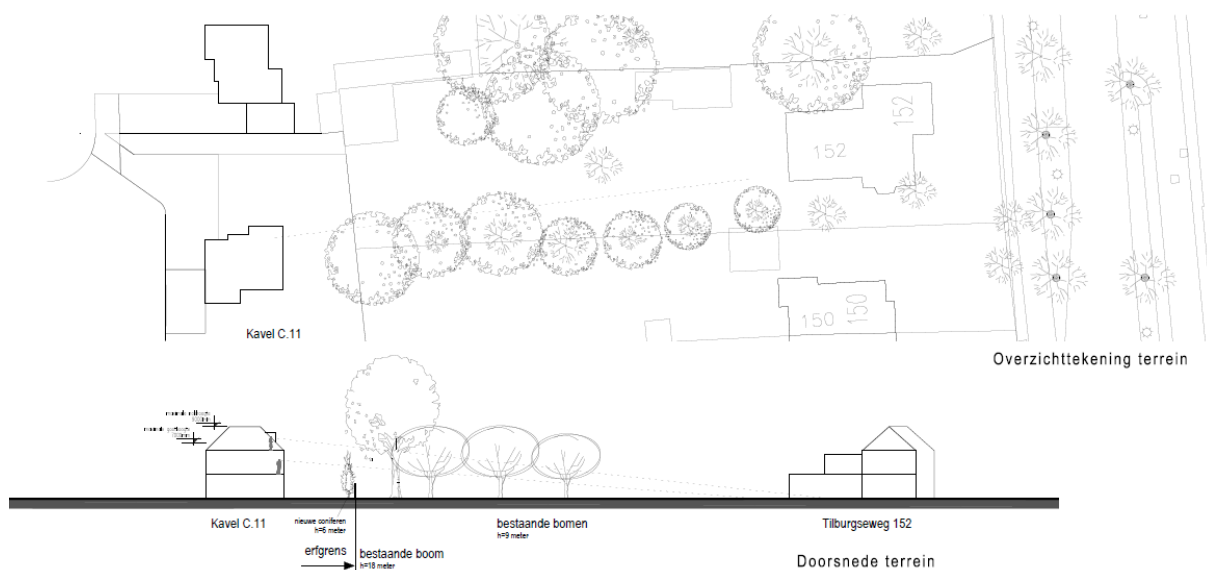 152
152
150
150
Kavel C.11
Overzichttekening terrein
Kavel C.11
nieuwe coniferen
h=6 meter
erfgrens
bestaande boom
h=18 meter
bestaande bomen
h=9 meter
Tilburgseweg 152
Doorsnede terrein